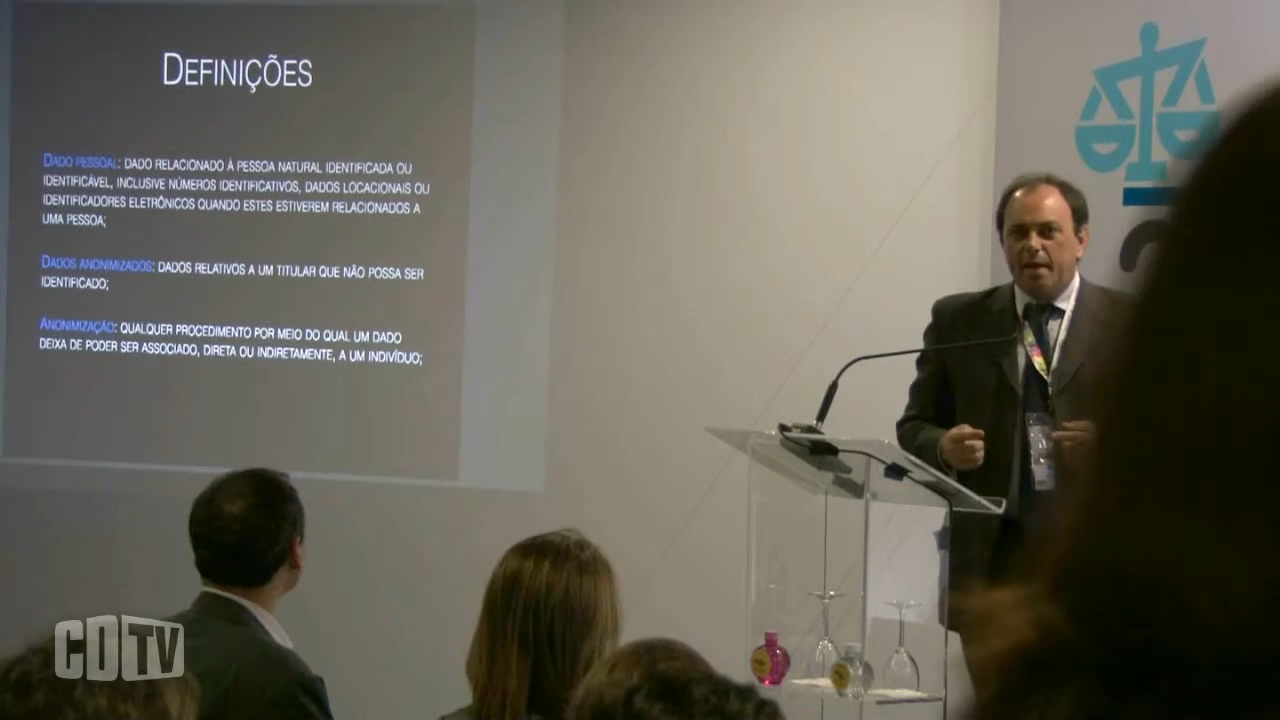 DEFINIÇÕES
DADO PESSOAL: DADO RELACIONADO À PESSOA NATURAL IDENTIFICADA OU
IDENTIFICÁVEL, INCLUSIVE NÚMEROS IDENTIFICATIVOS, DADOS LOCACIONAIS OU
IDENTIFICADORES ELETRÔNICOS QUANDO ESTES ESTIVEREM RELACIONADOS A
UMA PESSOA;
DADOS ANONIMIZADOS: DADOS RELATIVOS A UM TITULAR QUE NÃO POSSA SER
IDENTIFICADO;
ANONIMIZAÇÃO: QUALQUER PROCEDIMENTO POR MEIO DO QUAL UM DADO
DEIXA DE PODER SER ASSOCIADO, DIRETA OU INDIRETAMENTE, A UM INDIVÍDUO;
CDTV